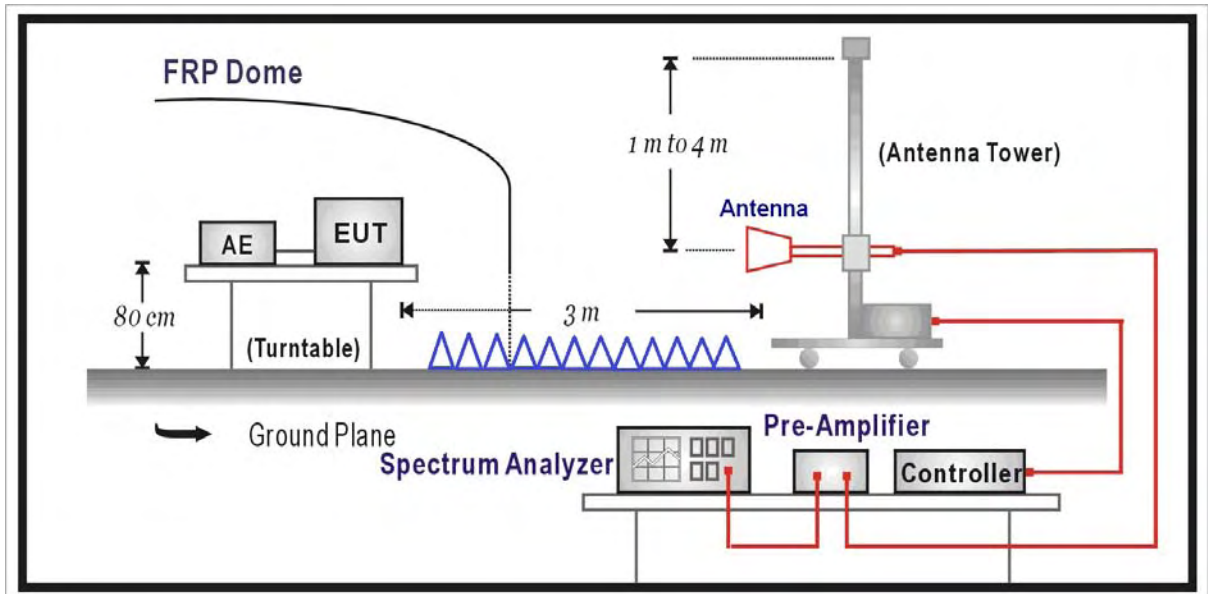 FRP Dome
1 m to 4 m
(Antenna Tower)
Antenna
AE
EUT
80 cm
3 m
(Turntable)
Ground Plane
Pre-Amplifier
Spectrum Analyzer
Controller